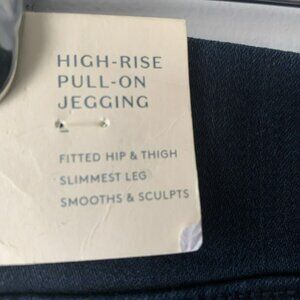 HIGH-RISE
PULL-ON
JEGGING
FITTED HIP & THIGH
SLIMMEST LEG
SMOOTHS & SCULPTS